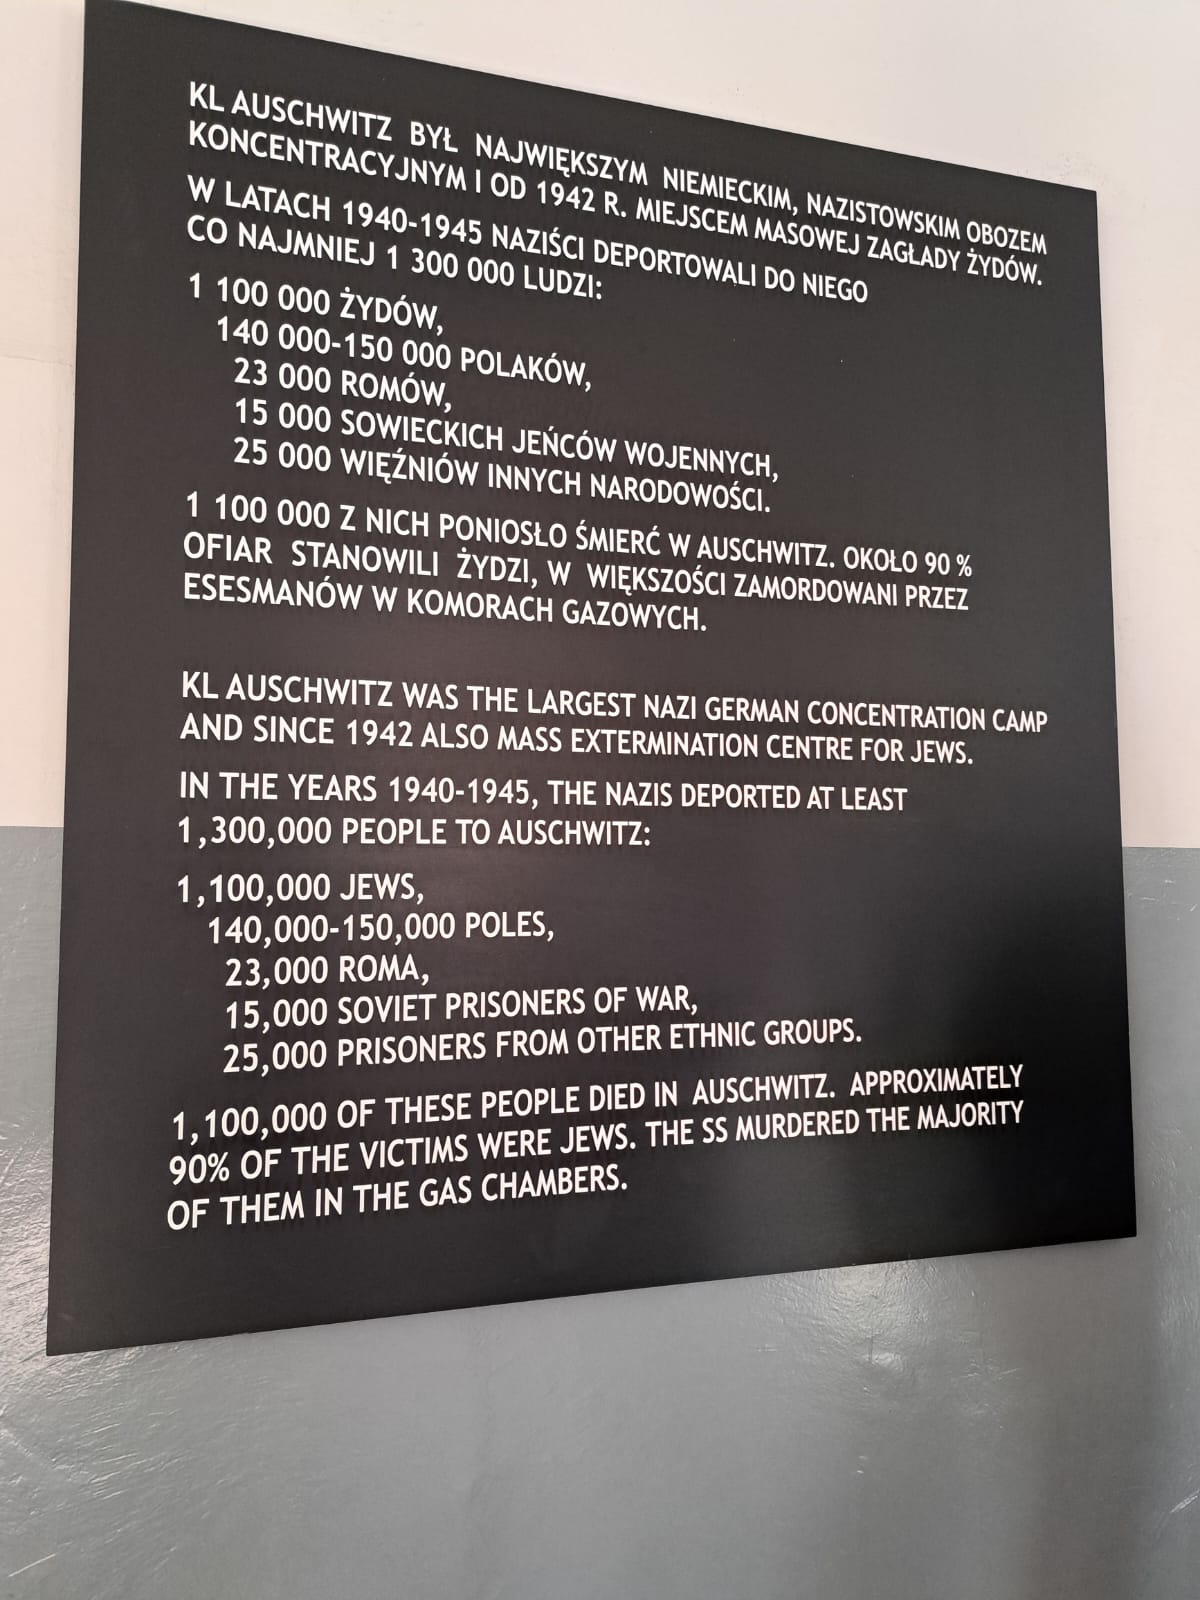 KL AUSCHWITZ BYŁ NAJWIĘKSZYM NIEMIECKIM, NAZISTOWSKIM OBOZEM
KONCENTRACYJNYM I OD 1942 R. MIEJSCEM MASOWEJ ZAGŁADY ŻYDÓW.
W LATACH 1940-1945 NAZIŚCI DEPORTOWALI DO NIEGO
CO NAJMNIEJ 1 300 000 LUDZI:
1 100 000 ŻYDÓW,
140 000-150 000 POLAKÓW,
23 000 ROMÓW,
15 000 SOWIECKICH JEŃCÓW WOJENNYCH,
25 000 WIĘŹNIÓW INNYCH NARODOWOŚCI.
1 100 000 Z NICH PONIOSŁO ŚMIERĆ W AUSCHWITZ. OKOŁO 90 %
OFIAR STANOWILI ŻYDZI, W WIĘKSZOŚCI ZAMORDOWANI PRZEZ
ESESMANÓW W KOMORACH GAZOWYCH.
KL AUSCHWITZ WAS THE LARGEST NAZI GERMAN CONCENTRATION CAMP
AND SINCE 1942 ALSO MASS EXTERMINATION CENTRE FOR JEWS.
IN THE YEARS 1940-1945, THE NAZIS DEPORTED AT LEAST
1,300,000 PEOPLE TO AUSCHWITZ:
1,100,000 JEWS,
140,000-150,000 POLES,
23,000 ROMA,
15,000 SOVIET PRISONERS OF WAR,
25,000 PRISONERS FROM OTHER ETHNIC GROUPS.
1,100,000 OF THESE PEOPLE DIED IN AUSCHWITZ. APPROXIMATELY
90% OF THE VICTIMS WERE JEWS. THE SS MURDERED THE MAJORITY
OF THEM IN THE GAS CHAMBERS.